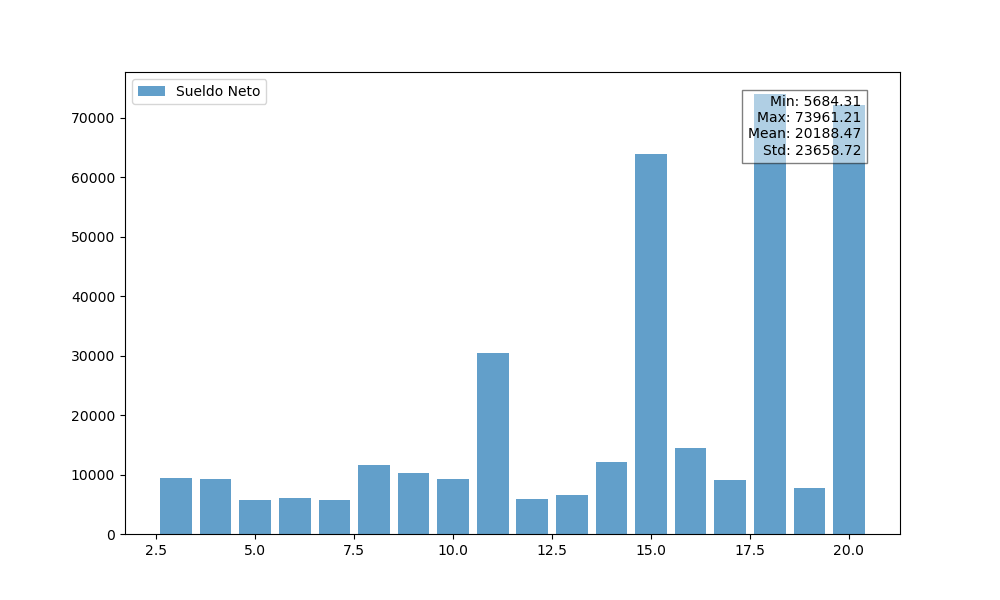 Sueldo Neto
Min: 5684.31
Max: 73961.21
Mean: 20188.47
Std: 23658.72
70000
60000
50000
40000
30000
20000
10000
0
2.5 5.0 7.5 10.0 12.5 15.0 17.5 20.0